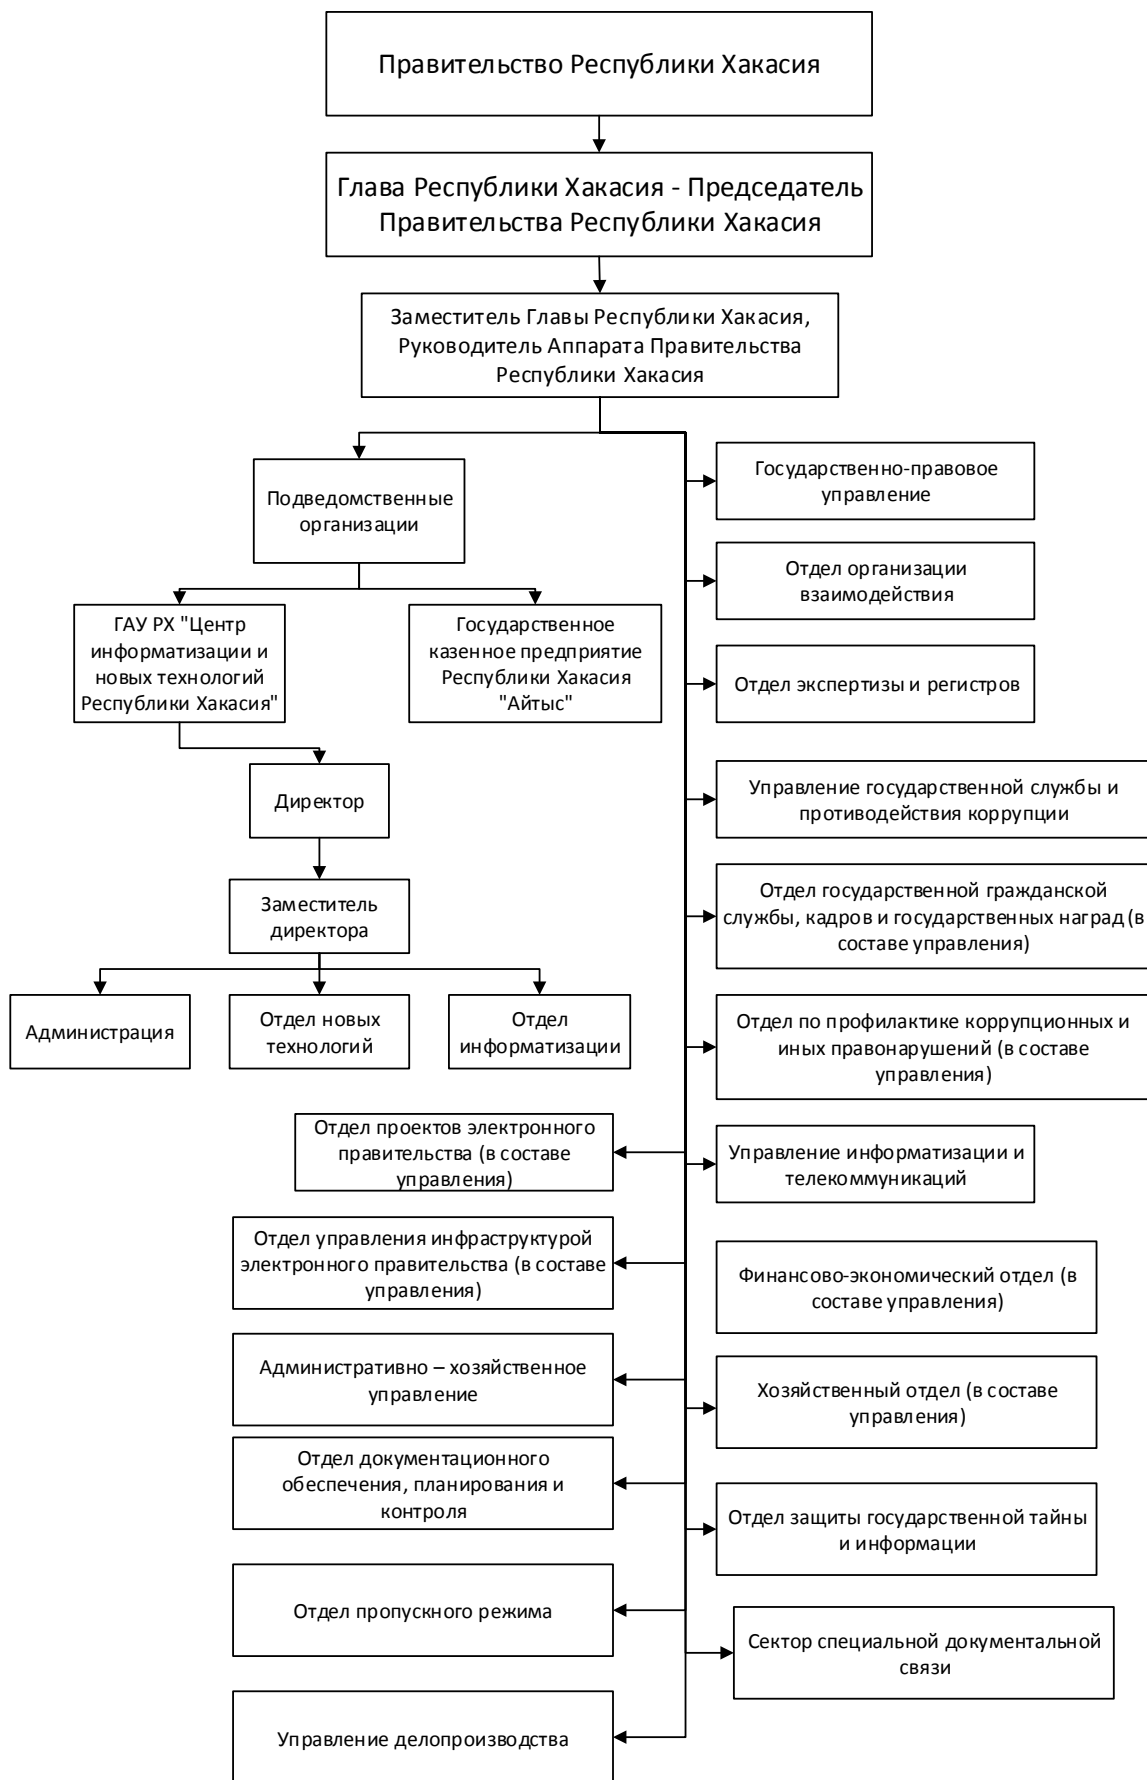 Правительство Республики Хакасия
Глава Республики Хакасия - Председатель
Правительства Республики Хакасия
Заместитель Главы Республики Хакасия,
Руководитель Аппарата Правительства
Республики Хакасия
Подведомственные
организации
Государственно-правовое
управление
Отдел организации
взаимодействия
ГАУ РХ "Центр
информатизации и
новых технологий
Республики Хакасия"
Государственное
казенное предприятие
Республики Хакасия
"Айтыс"
Отдел экспертизы и регистров
Директор
Управление государственной службы и
противодействия коррупции
Заместитель
директора
Отдел государственной гражданской
службы, кадров и государственных наград (в
составе управления)
Администрация
Отдел новых
технологий
Отдел
информатизации
Отдел по профилактике коррупционных и
иных правонарушений (в составе
управления)
Отдел проектов электронного
правительства (в составе
управления)
Управление информатизации и
телекоммуникаций
Отдел управления инфраструктурой
электронного правительства (в составе
управления)
Финансово-экономический отдел (в
составе управления)
Административно – хозяйственное
управление
Хозяйственный отдел (в составе
управления)
Отдел документационного
обеспечения, планирования и
контроля
Отдел защиты государственной тайны
и информации
Отдел пропускного режима
Сектор специальной документальной
связи
Управление делопроизводства